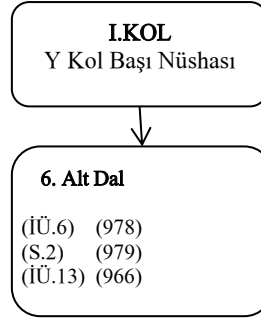 I.KOL
Y Kol Başı Nüshası
6. Alt Dal
(İÜ.6) (978)
(S.2) (979)
(İÜ.13) (966)